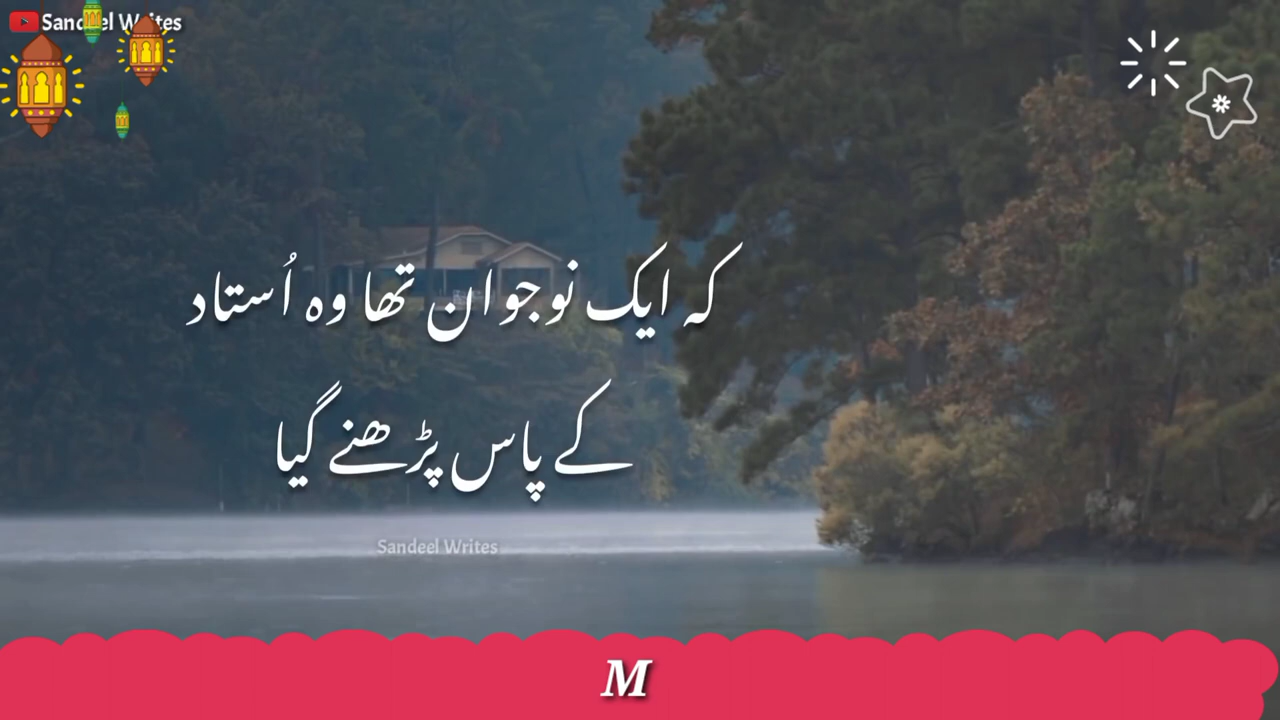 Sandeel Writes
کہ ایک نوجوان تھا وہ اُستاد
کے پاس پڑھنے گیا
Sandeel Writes
M